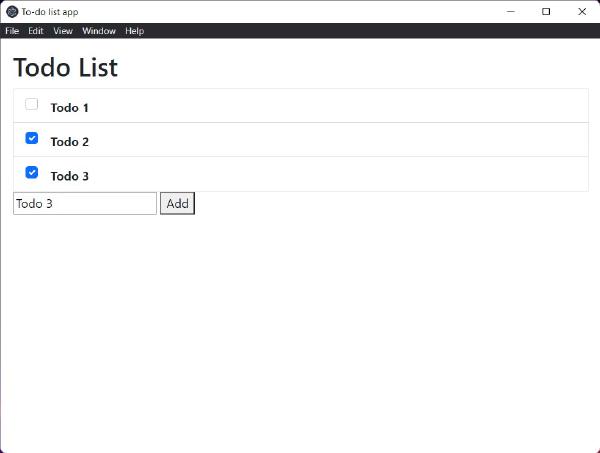 To-do list app
File Edit View Window Help
Todo List
Todo 1
Todo 2
Todo 3
Todo 3 Add